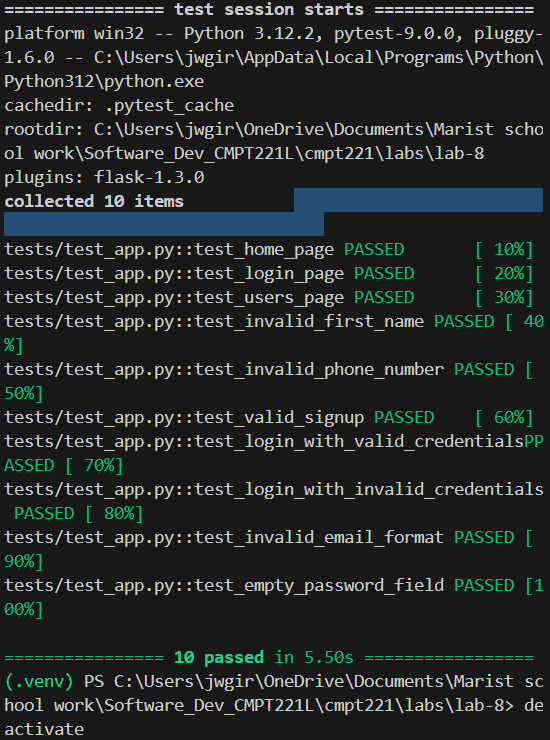 ================ test session starts ================
platform win32 -- Python 3.12.2, pytest-9.0.0, pluggy-
1.6.0 -- C:\Users\jwgir\AppData\Local\Programs\Python\
Python312\python.exe
cachedir: .pytest_cache
rootdir: C:\Users\jwgir\OneDrive\Documents\Marist scho
ol work\Software_Dev_CMPT221L\cmpt221\labs\lab-8
plugins: flask-1.3.0
collected 10 items
tests/test_app.py::test_home_page PASSED       [ 10%]
tests/test_app.py::test_login_page PASSED      [ 20%]
tests/test_app.py::test_users_page PASSED      [ 30%]
tests/test_app.py::test_invalid_first_name PASSED [ 40
%]
tests/test_app.py::test_invalid_phone_number PASSED [
50%]
tests/test_app.py::test_valid_signup PASSED    [ 60%]
tests/test_app.py::test_login_with_valid_credentialsPP
ASSED [ 70%]
tests/test_app.py::test_login_with_invalid_credentials
 PASSED [ 80%]
tests/test_app.py::test_invalid_email_format PASSED [
90%]
tests/test_app.py::test_empty_password_field PASSED [1
00%]
================ 10 passed in 5.50s =================
(.venv) PS C:\Users\jwgir\OneDrive\Documents\Marist sc
hool work\Software_Dev_CMPT221L\cmpt221\labs\lab-8> de
activate